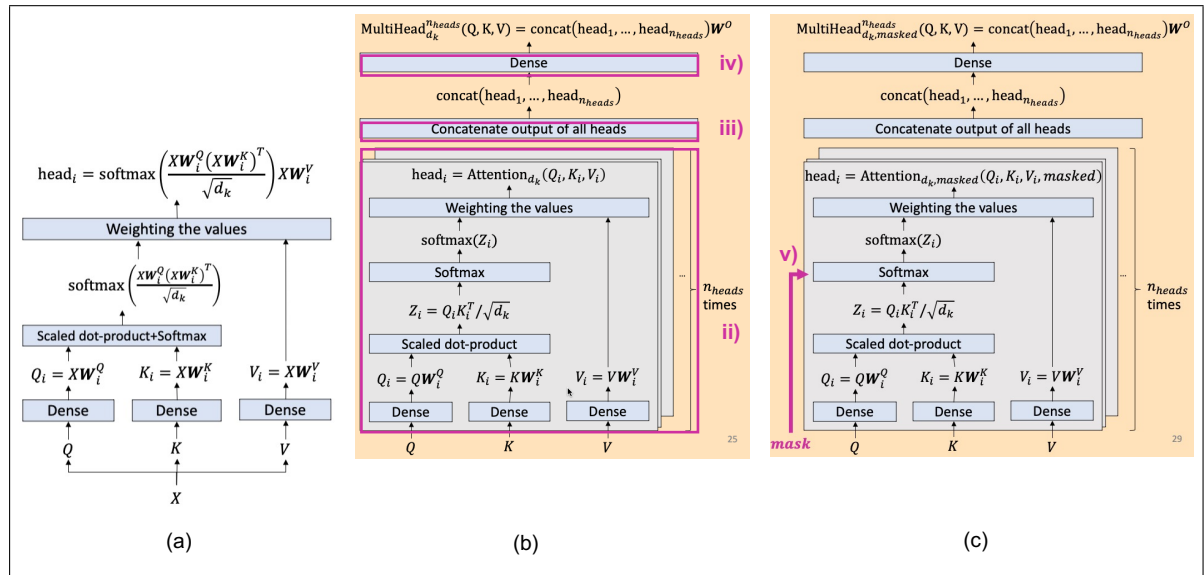 head_i = softmax( XW_i^Q (XW_i^K)^T / √d_k ) XW_i^V
Weighting the values
softmax( XW_i^Q (XW_i^K)^T / √d_k )
Scaled dot-product+Softmax
Q_i = XW_i^Q K_i = XW_i^K V_i = XW_i^V
Dense Dense Dense
Q K V
X
(a)
MultiHead_{d_k}^{n_heads}(Q, K, V) = concat(head_1, ..., head_{n_heads})W^O
Dense iv)
concat(head_1, ..., head_{n_heads})
Concatenate output of all heads iii)
head_i = Attention_{d_k}(Q_i, K_i, V_i)
Weighting the values
softmax(Z_i)
Softmax
... n_heads times
Z_i = Q_i K_i^T / √d_k
ii)
Scaled dot-product
Q_i = QW_i^Q K_i = KW_i^K V_i = VW_i^V
Dense Dense Dense
Q K V
25
(b)
MultiHead_{d_k,masked}^{n_heads}(Q, K, V) = concat(head_1, ..., head_{n_heads})W^O
Dense
concat(head_1, ..., head_{n_heads})
Concatenate output of all heads
head_i = Attention_{d_k,masked}(Q_i, K_i, V_i, masked)
Weighting the values
softmax(Z_i)
v)
Softmax
... n_heads times
Z_i = Q_i K_i^T / √d_k
Scaled dot-product
Q_i = QW_i^Q K_i = KW_i^K V_i = VW_i^V
Dense Dense Dense
mask
Q K V
29
(c)